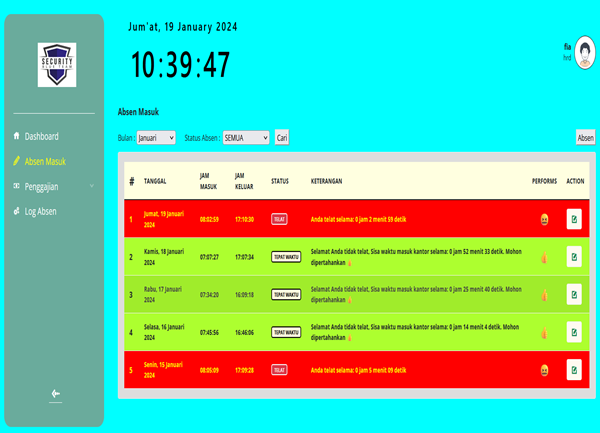 Jum'at, 19 January 2024
10:39:47
fia
hrd
SECURITY
BLUE TEAM
Dashboard
Absen Masuk
Penggajian
Log Absen
Absen Masuk
Bulan : Januari Status Absen : SEMUA Cari Absen
# TANGGAL JAM MASUK JAM KELUAR STATUS KETERANGAN PERFORMS ACTION
1 Jumat, 19 Januari 2024 08:02:59 17:10:30 TELAT Anda telat selama: 0 jam 2 menit 59 detik
2 Kamis, 18 Januari 2024 07:07:27 17:07:34 TEPAT WAKTU Selamat Anda tidak telat, Sisa waktu masuk kantor selama: 0 jam 52 menit 33 detik. Mohon dipertahankan 👍
3 Rabu, 17 Januari 2024 07:34:20 16:09:18 TEPAT WAKTU Selamat Anda tidak telat, Sisa waktu masuk kantor selama: 0 jam 25 menit 40 detik. Mohon dipertahankan 👍
4 Selasa, 16 Januari 2024 07:45:56 16:46:06 TEPAT WAKTU Selamat Anda tidak telat, Sisa waktu masuk kantor selama: 0 jam 14 menit 4 detik. Mohon dipertahankan 👍
5 Senin, 15 Januari 2024 08:05:09 17:09:28 TELAT Anda telat selama: 0 jam 5 menit 09 detik